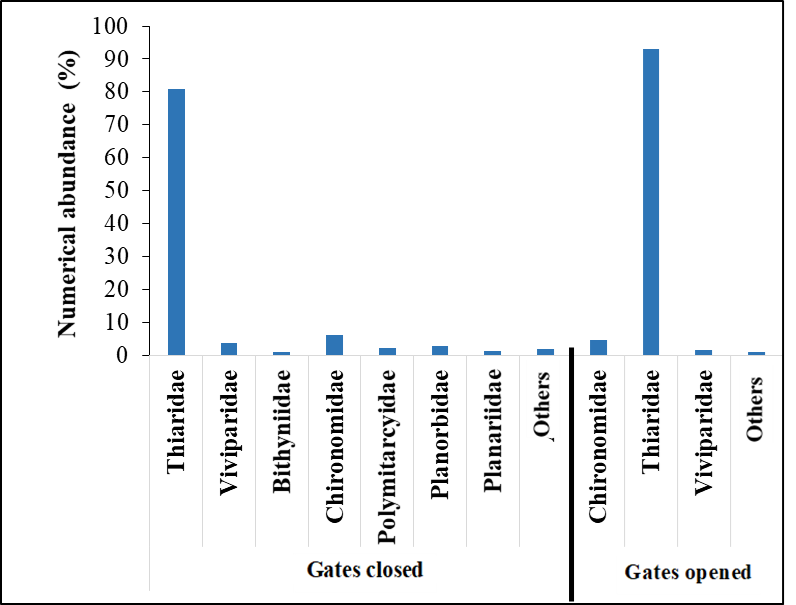 Numerical abundance (%)
100
90
80
70
60
50
40
30
20
10
0
Thiaridae
Viviparidae
Bithyniidae
Chironomidae
Polymitarcyidae
Planorbidae
Planariidae
Others
Chironomidae
Thiaridae
Viviparidae
Others
Gates closed
Gates opened